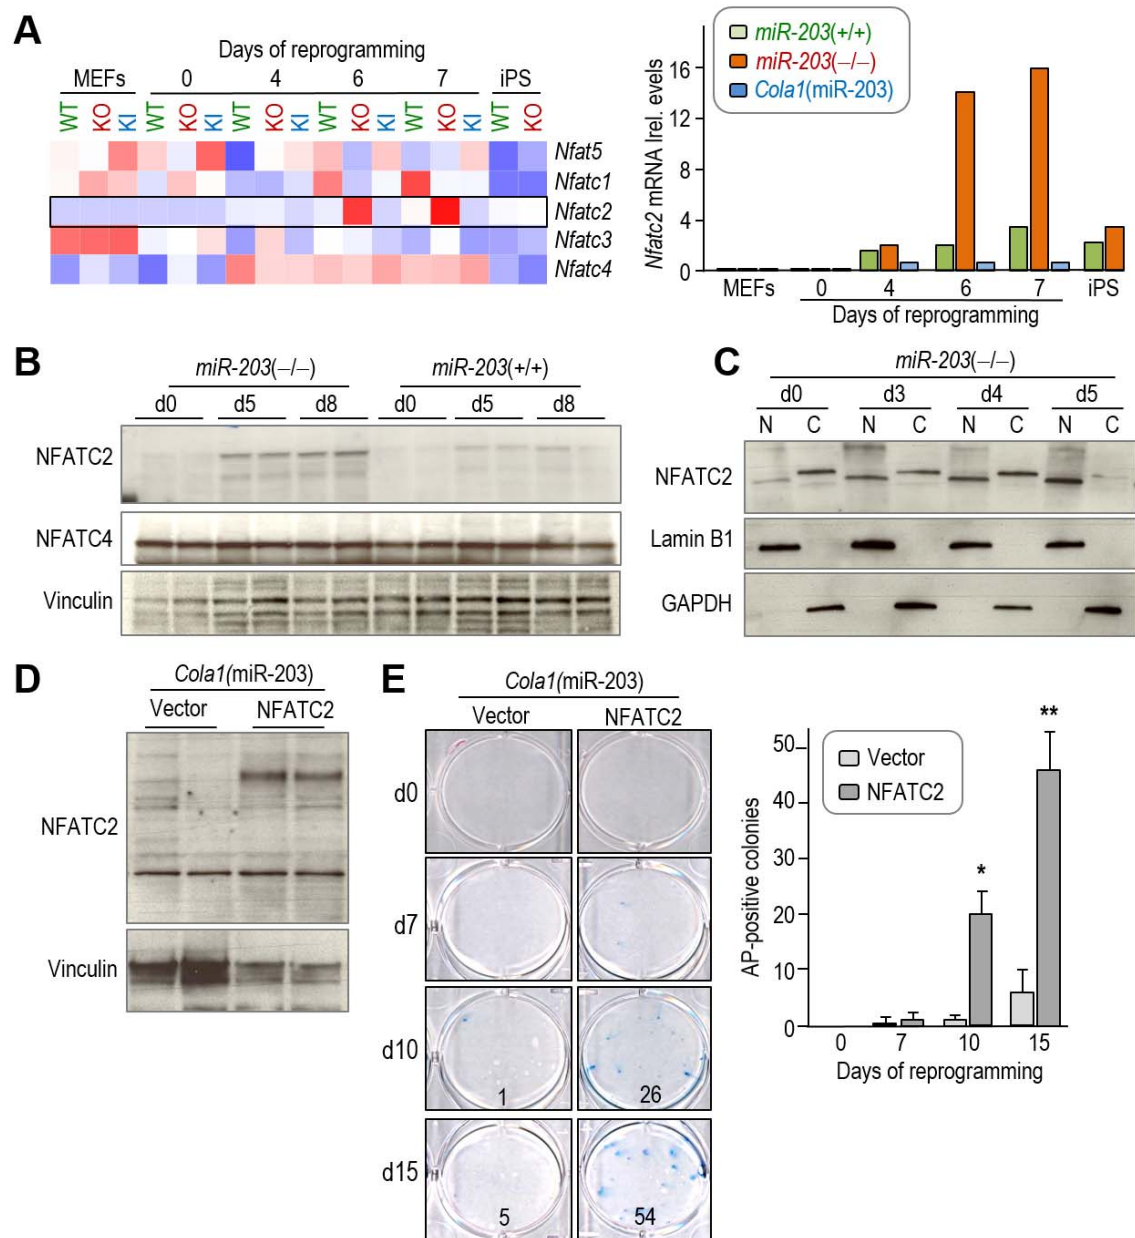 A
Days of reprogramming
MEFs 0 4 6 7 iPS
WT KO KI WT KO KI WT KO KI WT KO KI WT KO KI WT KO
Nfat5
Nfatc1
Nfatc2
Nfatc3
Nfatc4
miR-203(+/+)
miR-203(–/–)
Cola1(miR-203)
Nfatc2 mRNA lrel. evels
16
12
8
4
0
MEFs 0 4 6 7 iPS
Days of reprogramming
B
miR-203(–/–) miR-203(+/+)
d0 d5 d8 d0 d5 d8
NFATC2
NFATC4
Vinculin
C
miR-203(–/–)
d0 d3 d4 d5
N C N C N C N C
NFATC2
Lamin B1
GAPDH
D
Cola1(miR-203)
Vector NFATC2
NFATC2
Vinculin
E
Cola1(miR-203)
Vector NFATC2
d0
d7
d10
1 26
d15
5 54
Vector
NFATC2
AP-positive colonies
50
40
30
20
10
0
*
**
0 7 10 15
Days of reprogramming